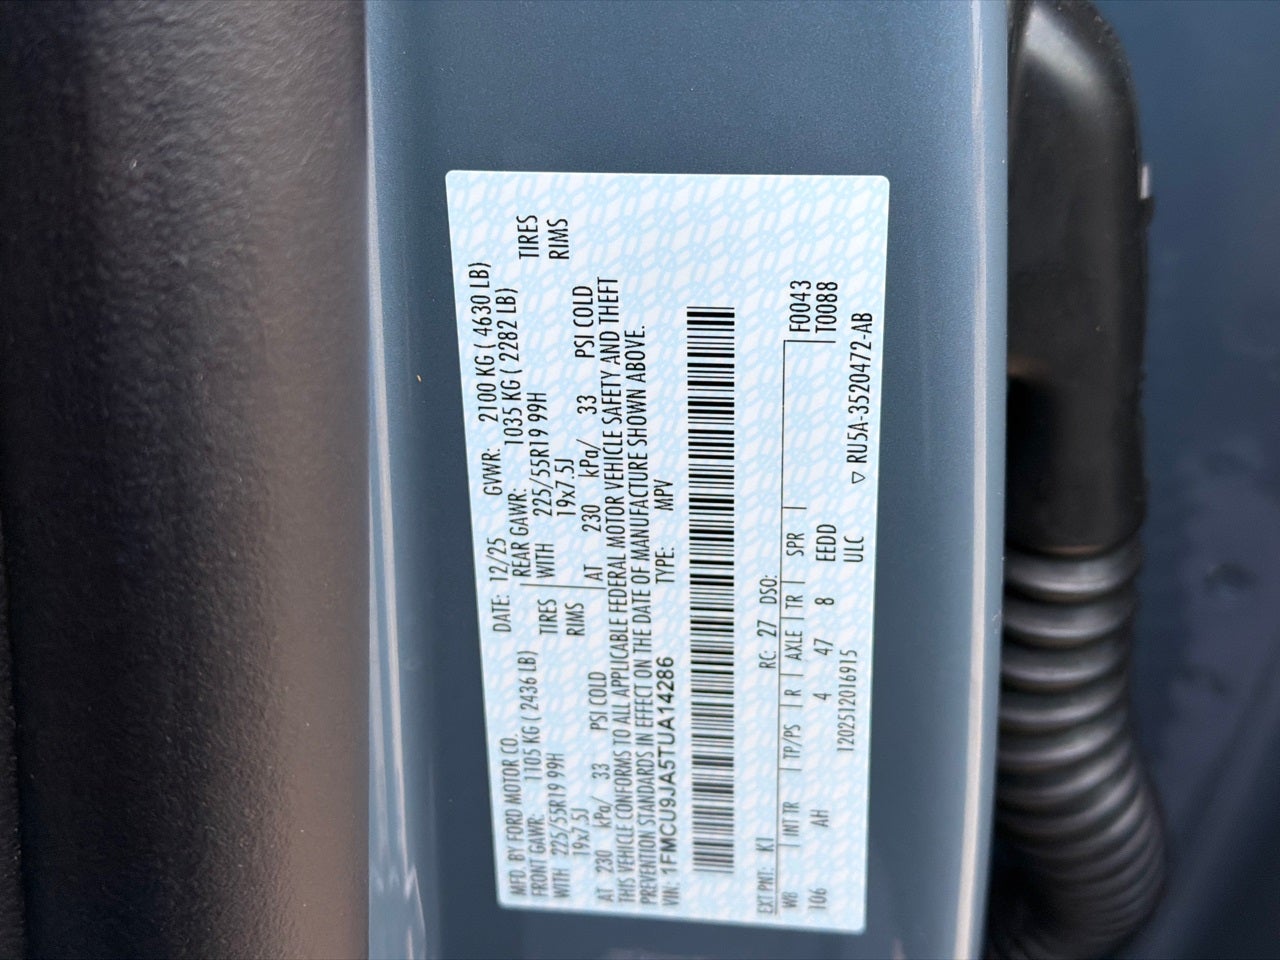 MFD. BY FORD MOTOR CO. DATE: 12/25 GVWR: 2100 KG ( 4630 LB)
FRONT GAWR: 1105 KG ( 2436 LB) REAR GAWR: 1035 KG ( 2282 LB)
WITH 225/55R19 99H TIRES WITH 225/55R19 99H TIRES
19x7.5J RIMS 19x7.5J RIMS
AT 230 kPa/ 33 PSI COLD AT 230 kPa/ 33 PSI COLD
THIS VEHICLE CONFORMS TO ALL APPLICABLE FEDERAL MOTOR VEHICLE SAFETY AND THEFT
PREVENTION STANDARDS IN EFFECT ON THE DATE OF MANUFACTURE SHOWN ABOVE.
VIN: 1FMCU9JA5TUA14286 TYPE: MPV
EXT PNT: K1 RC: 27 DSO:
WB INT TR TP/PS R AXLE TR SPR F0043
106 AH 4 47 8 EEDD T0088
1202512016915 ULC ▽ RU5A-3520472-AB